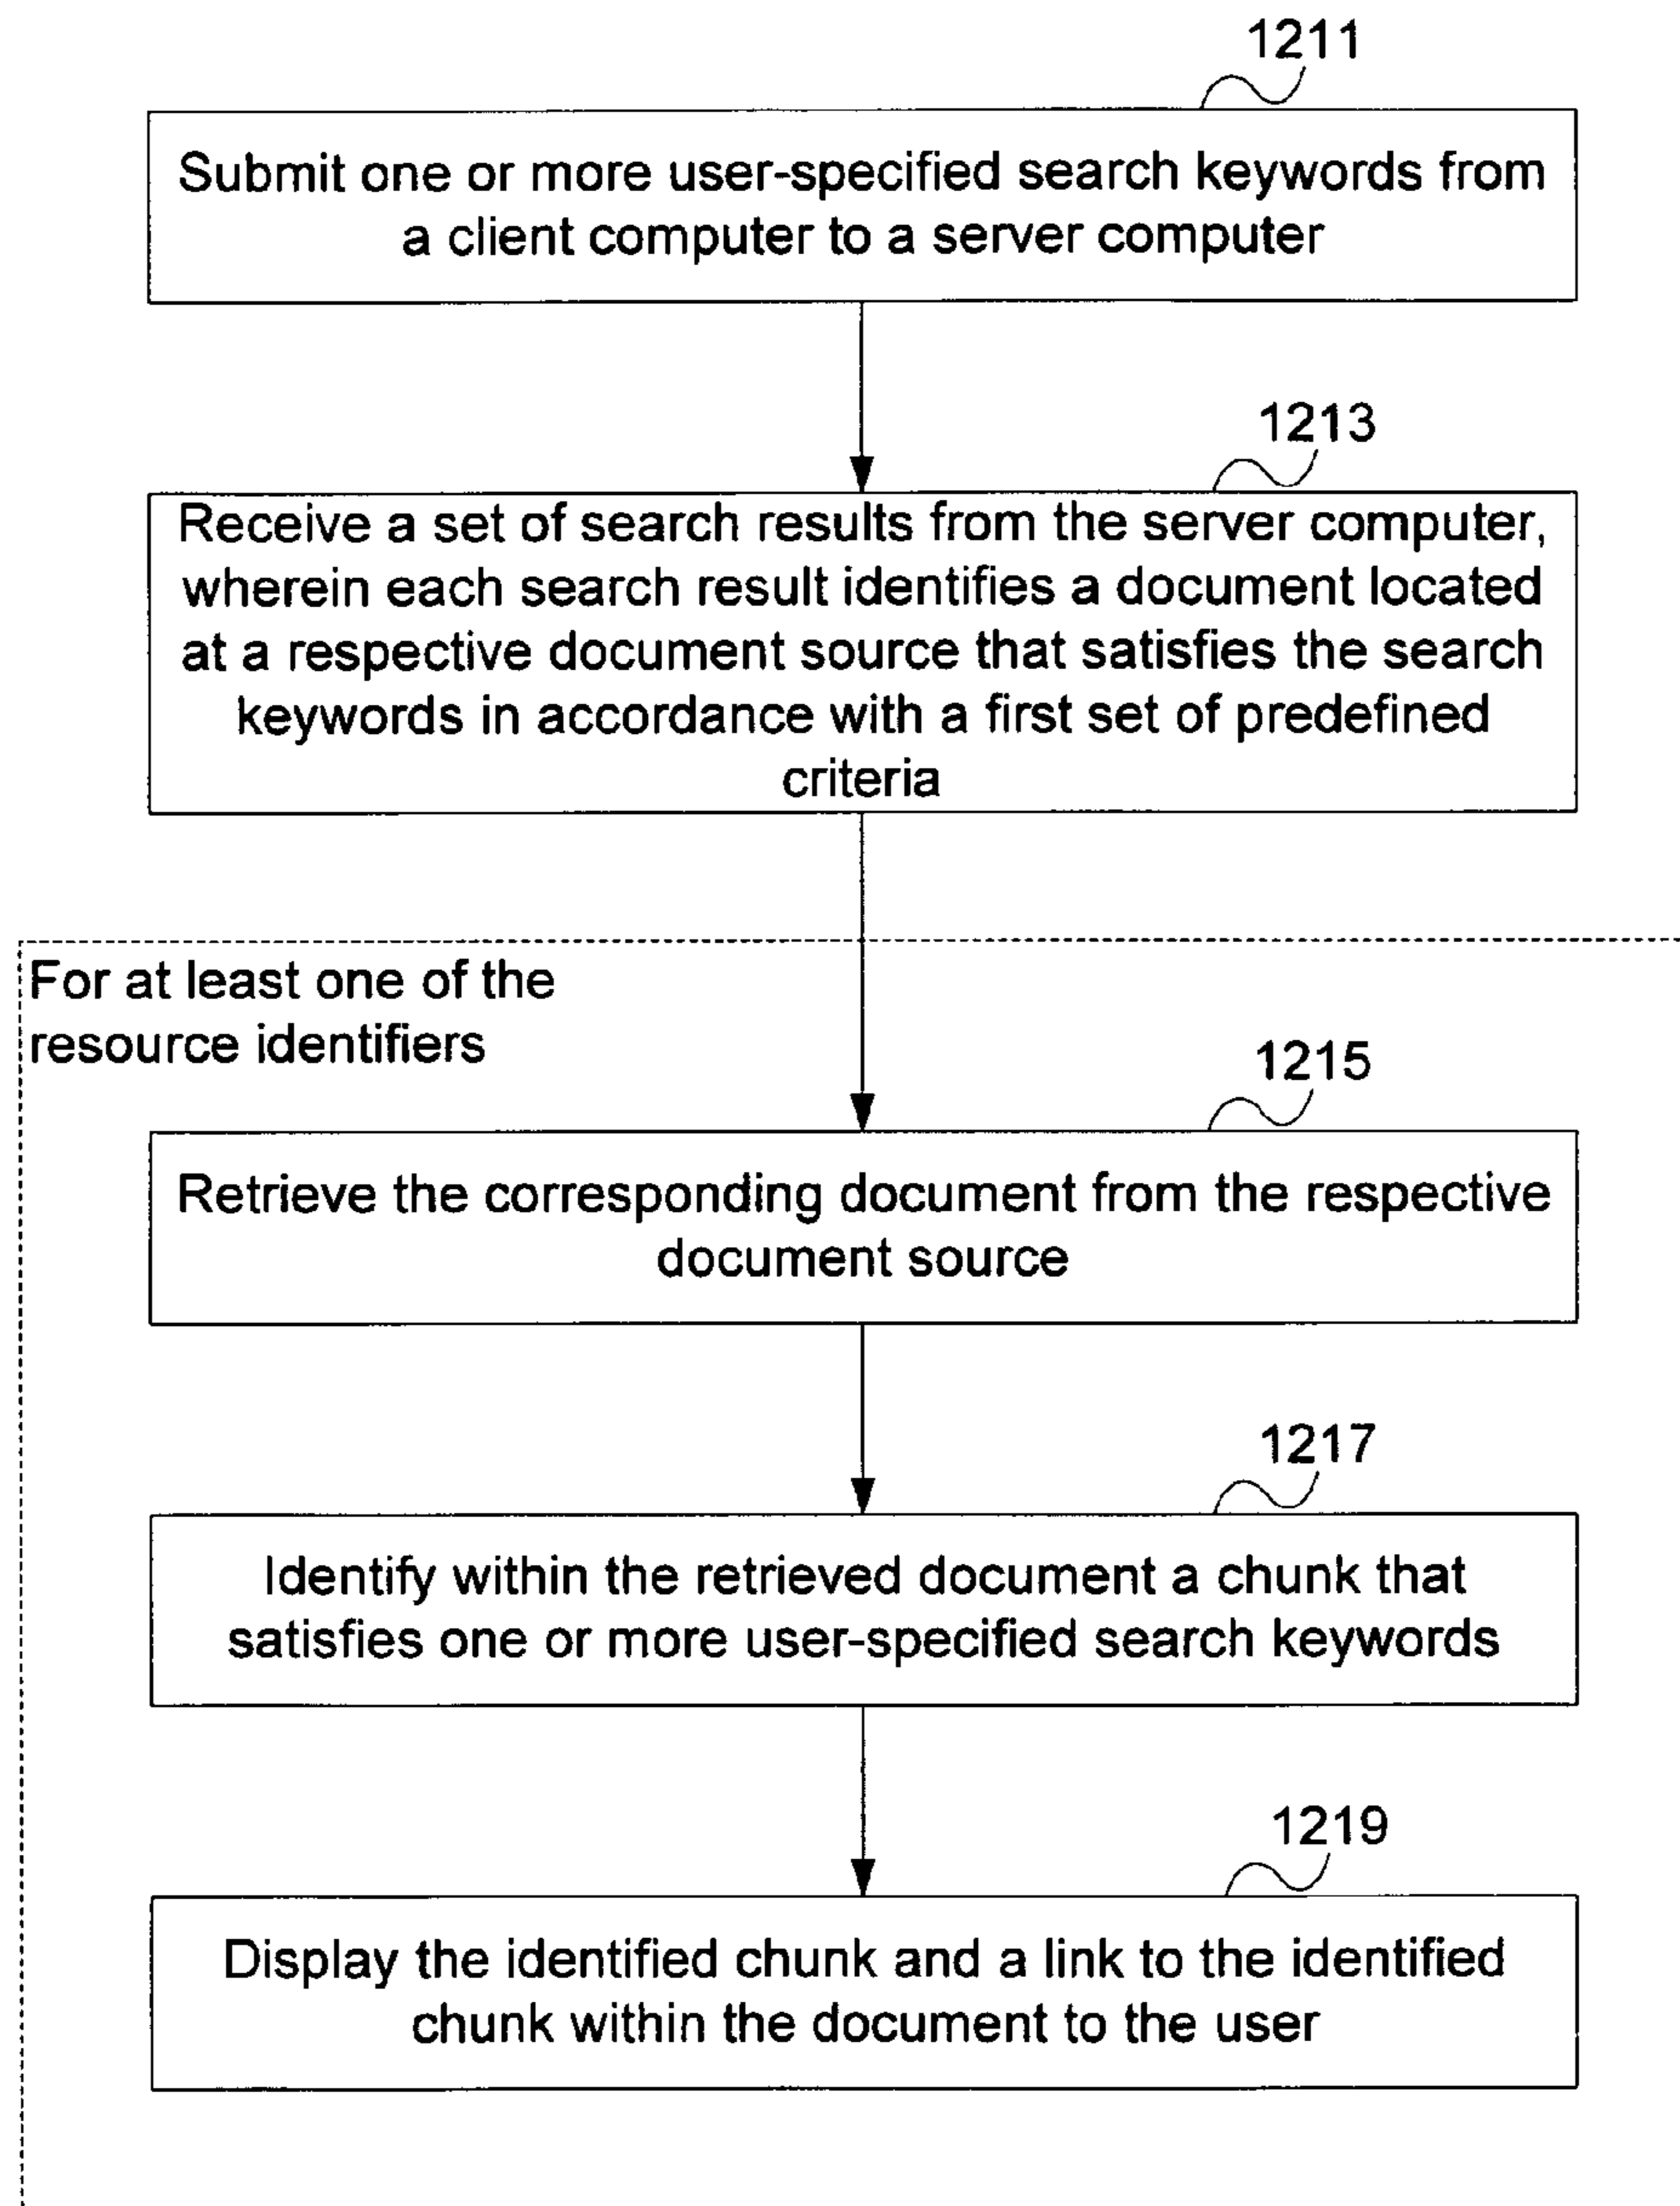 1211
Submit one or more user-specified search keywords from
a client computer to a server computer
1213
Receive a set of search results from the server computer,
wherein each search result identifies a document located
at a respective document source that satisfies the search
keywords in accordance with a first set of predefined
criteria
For at least one of the
resource identifiers
1215
Retrieve the corresponding document from the respective
document source
1217
Identify within the retrieved document a chunk that
satisfies one or more user-specified search keywords
1219
Display the identified chunk and a link to the identified
chunk within the document to the user